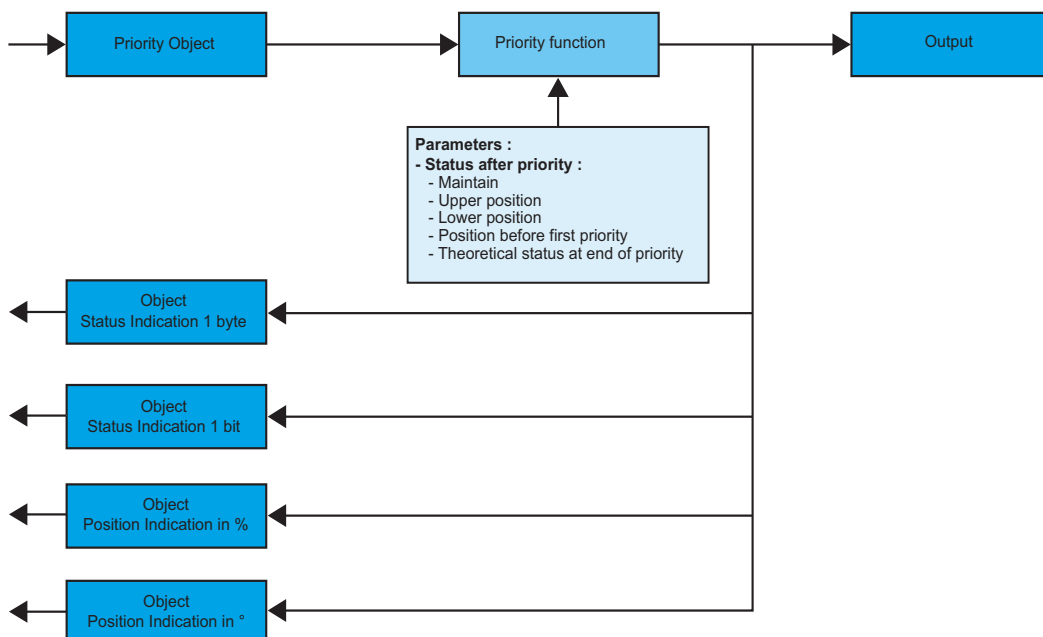 Priority Object
Priority function
Output
Parameters :
- Status after priority :
- Maintain
- Upper position
- Lower position
- Position before first priority
- Theoretical status at end of priority
Object
Status Indication 1 byte
Object
Status Indication 1 bit
Object
Position Indication in %
Object
Position Indication in °